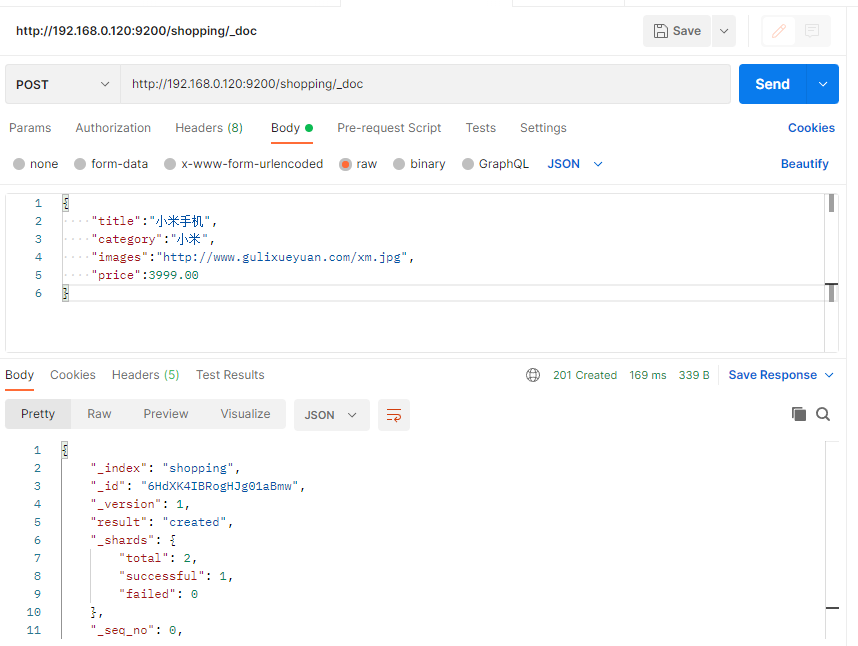 http://192.168.0.120:9200/shopping/_doc
Save
POST
http://192.168.0.120:9200/shopping/_doc
Send
Params Authorization Headers (8) Body Pre-request Script Tests Settings Cookies
none form-data x-www-form-urlencoded raw binary GraphQL JSON Beautify
1 {
2 ····"title":"小米手机",
3 ····"category":"小米",
4 ····"images":"http://www.gulixueyuan.com/xm.jpg",
5 ····"price":3999.00
6 }
Body Cookies Headers (5) Test Results 201 Created 169 ms 339 B Save Response
Pretty Raw Preview Visualize JSON
1 {
2 "_index": "shopping",
3 "_id": "6HdXK4IBRogHJg01aBmw",
4 "_version": 1,
5 "result": "created",
6 "_shards": {
7 "total": 2,
8 "successful": 1,
9 "failed": 0
10 },
11 "_seq_no": 0,